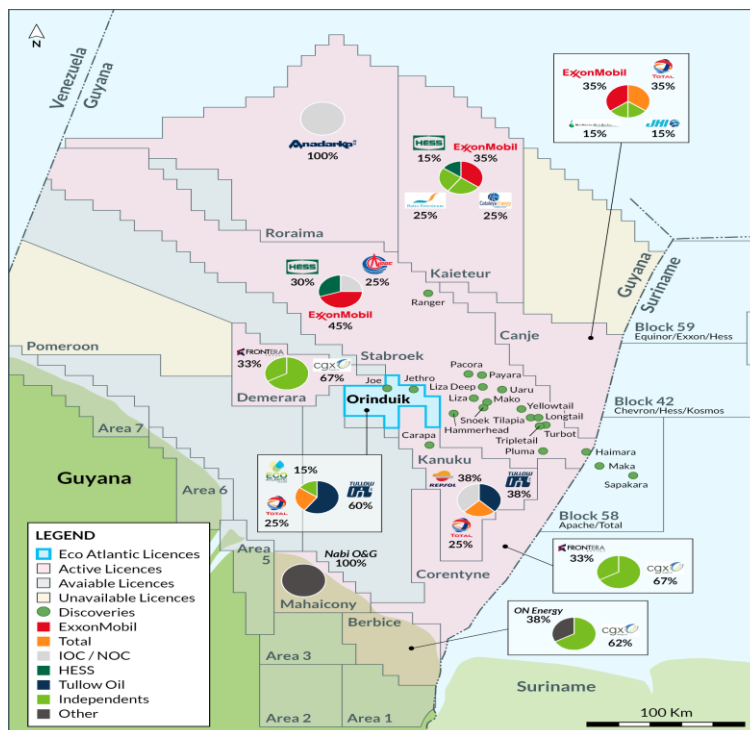 N
Venezuela
Guyana
Anadarko
100%
Roraima
HESS
15%
ExxonMobil
35%
25%
25%
Kaieteur
ExxonMobil
35%
TOTAL
35%
15%
JHI
15%
Guyana
Suriname
HESS
30%
25%
ExxonMobil
45%
Ranger
Canje
Block 59
Equinor/Exxon/Hess
Pomeroon
Stabroek
FRONTERA
33%
cgx
67%
Demerara
Joe
Jethro
Orinduik
Pacora
Payara
Liza Deep
Uaru
Liza
Mako
Yellowtail
Snoek
Tilapia
Longtail
Hammerhead
Turbot
Tripletail
Pluma
Carapa
Kanuku
Haimara
Maka
Sapakara
Block 42
Chevron/Hess/Kosmos
Block 58
Apache/Total
Area 7
Area 6
Guyana
ECO
15%
TOTAL
25%
TULLOW
OIL
60%
REPSOL
38%
TULLOW
OIL
38%
TOTAL
25%
Corentyne
FRONTERA
33%
cgx
67%
Area
5
Nabi O&G
100%
Mahaicony
Berbice
ON Energy
38%
cgx
62%
Area 3
Area 2
Area 1
Suriname
100 Km
LEGEND
Eco Atlantic Licences
Active Licences
Avaiable Licences
Unavailable Licences
Discoveries
ExxonMobil
Total
IOC / NOC
HESS
Tullow Oil
Independents
Other